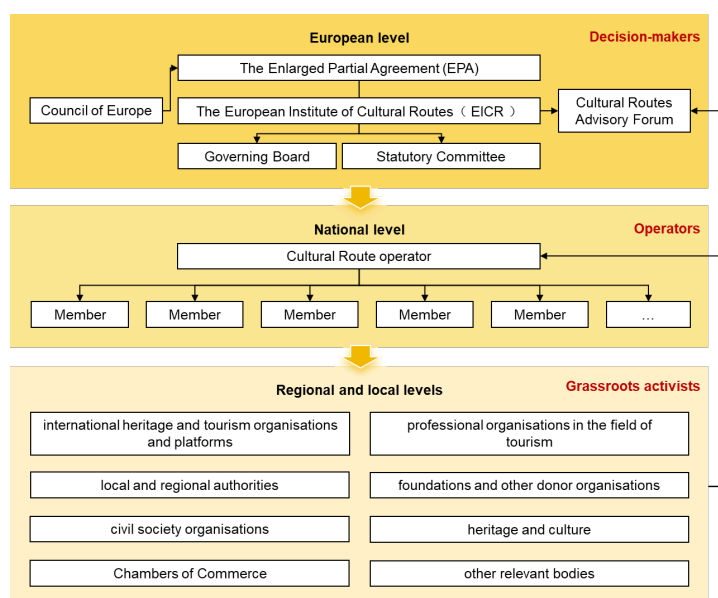 European level
Decision-makers
The Enlarged Partial Agreement (EPA)
Council of Europe
The European Institute of Cultural Routes（ EICR ）
Cultural Routes
Advisory Forum
Governing Board
Statutory Committee
National level
Operators
Cultural Route operator
Member
Member
Member
Member
Member
…
Regional and local levels
Grassroots activists
international heritage and tourism organisations
and platforms
professional organisations in the field of
tourism
local and regional authorities
foundations and other donor organisations
civil society organisations
heritage and culture
Chambers of Commerce
other relevant bodies